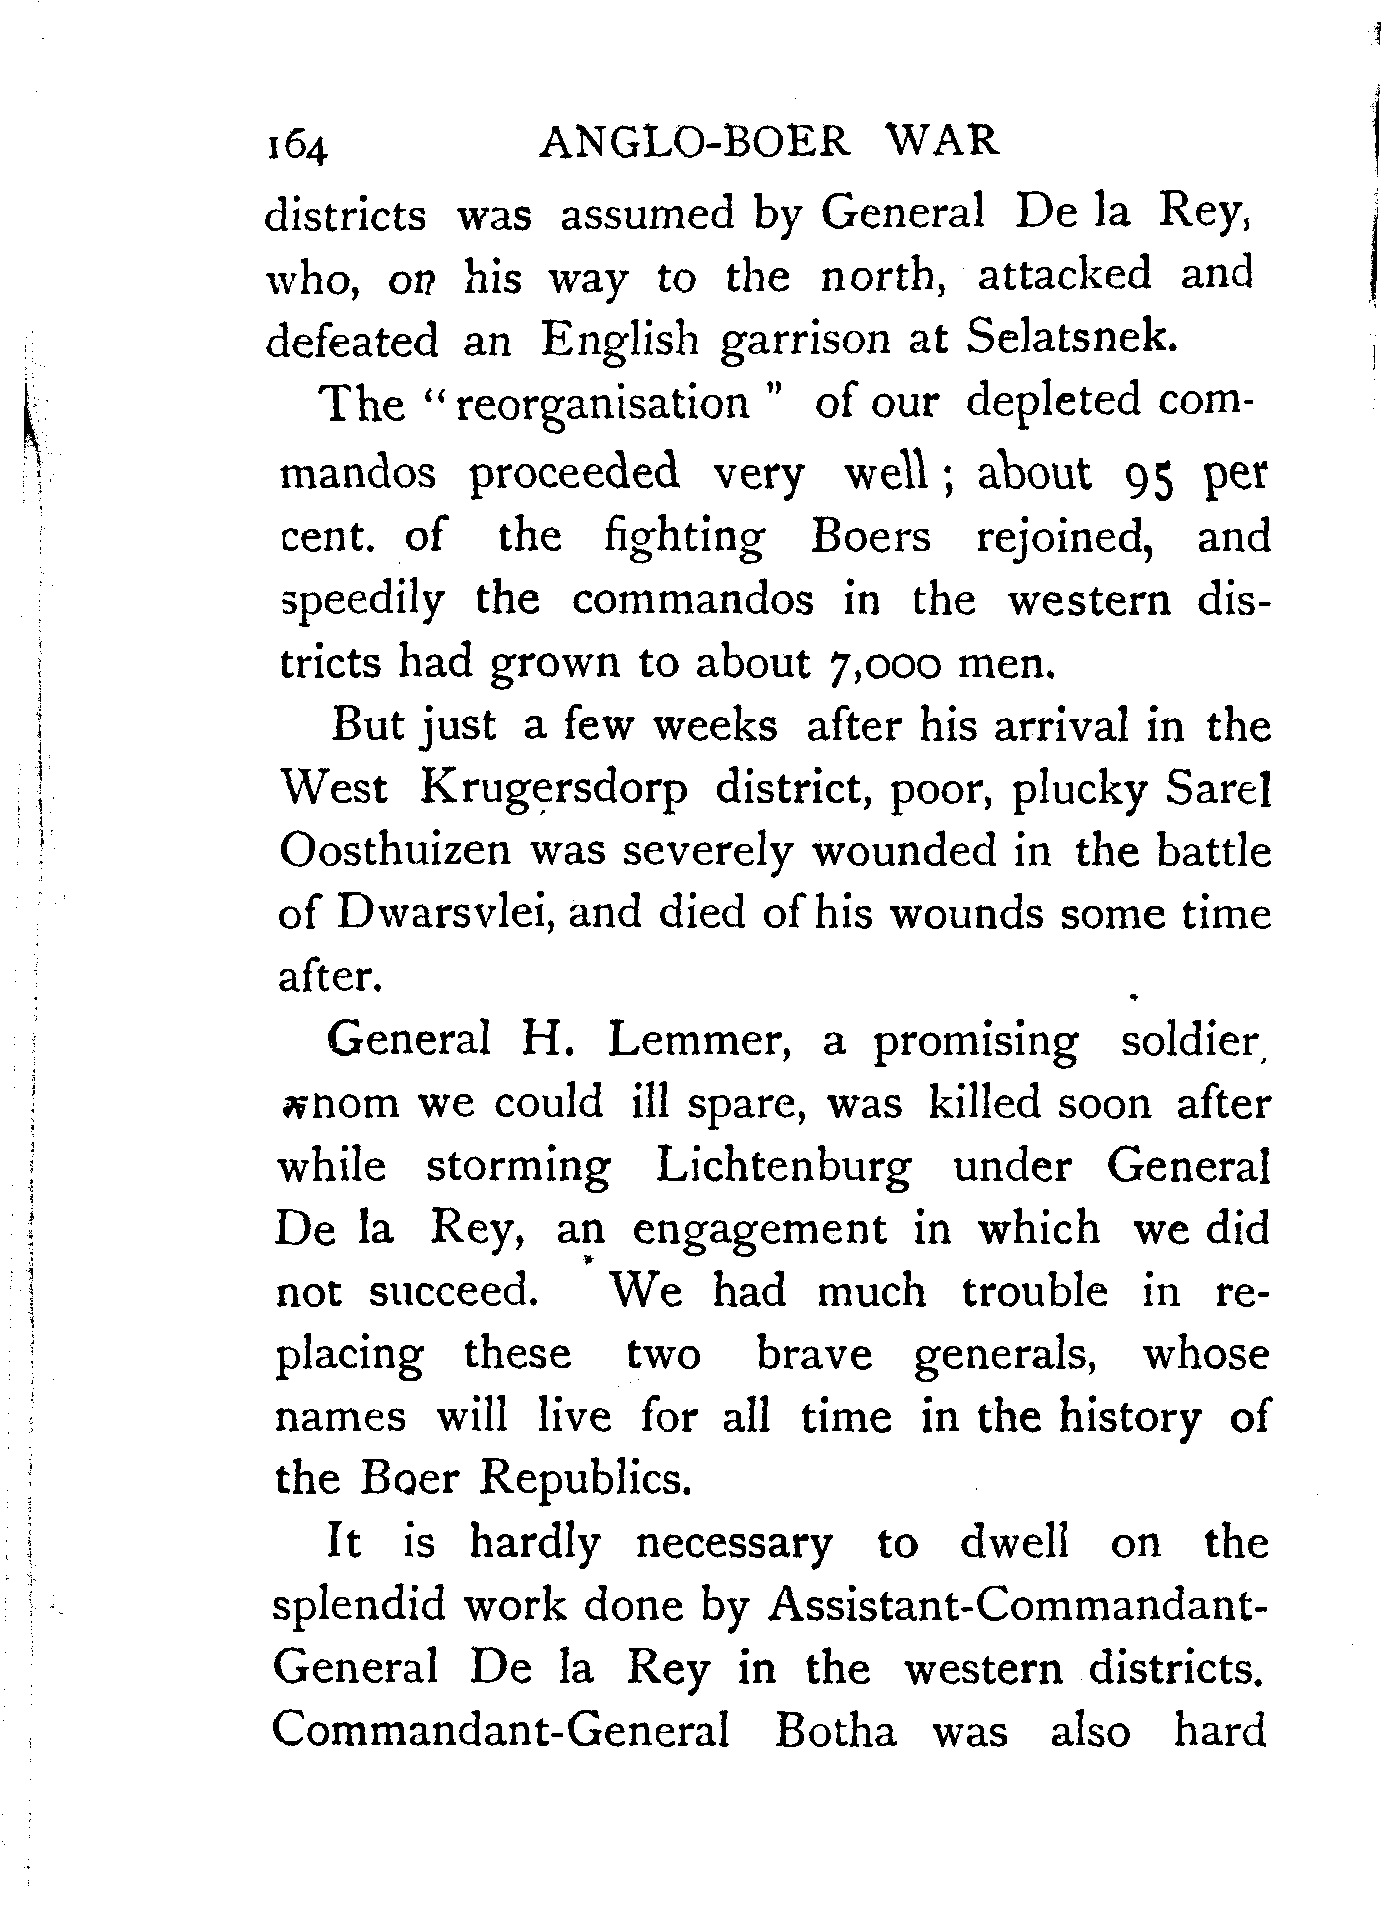 164 ANGLO-BOER WAR
districts was assumed by General De la Rey,
who, on his way to the north, attacked and
defeated an English garrison at Selatsnek.
The "reorganisation" of our depleted com-
mandos proceeded very well; about 95 per
cent. of the fighting Boers rejoined, and
speedily the commandos in the western dis-
tricts had grown to about 7,000 men.
But just a few weeks after his arrival in the
West Krugersdorp district, poor, plucky Sarel
Oosthuizen was severely wounded in the battle
of Dwarsvlei, and died of his wounds some time
after.
General H. Lemmer, a promising soldier,
whom we could ill spare, was killed soon after
while storming Lichtenburg under General
De la Rey, an engagement in which we did
not succeed. We had much trouble in re-
placing these two brave generals, whose
names will live for all time in the history of
the Boer Republics.
It is hardly necessary to dwell on the
splendid work done by Assistant-Commandant-
General De la Rey in the western districts.
Commandant-General Botha was also hard